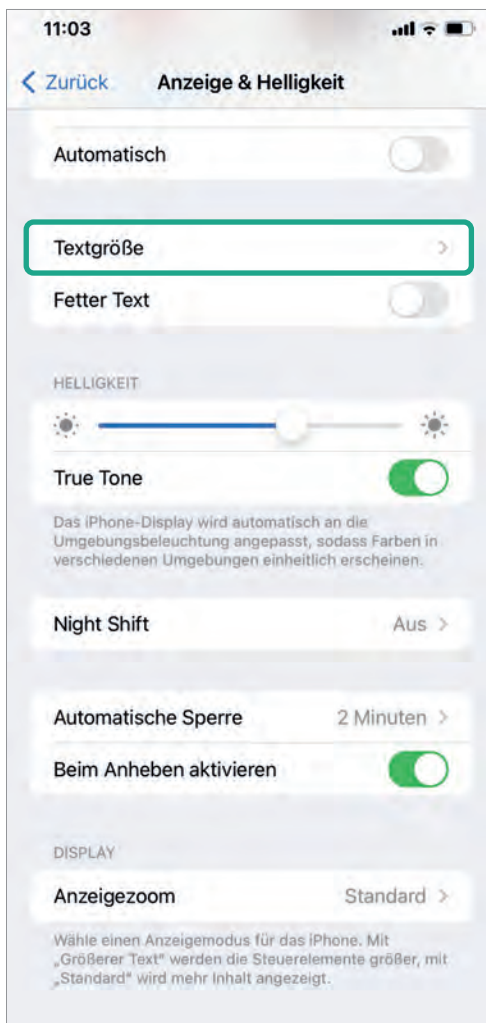 11:03
Zurück Anzeige & Helligkeit
Automatisch
Textgröße
Fetter Text
HELLIGKEIT
True Tone
Das iPhone-Display wird automatisch an die
Umgebungsbeleuchtung angepasst, sodass Farben in
verschiedenen Umgebungen einheitlich erscheinen.
Night Shift Aus
Automatische Sperre 2 Minuten
Beim Anheben aktivieren
DISPLAY
Anzeigezoom Standard
Wähle einen Anzeigemodus für das iPhone. Mit
„Größerer Text“ werden die Steuerelemente größer, mit
„Standard“ wird mehr Inhalt angezeigt.